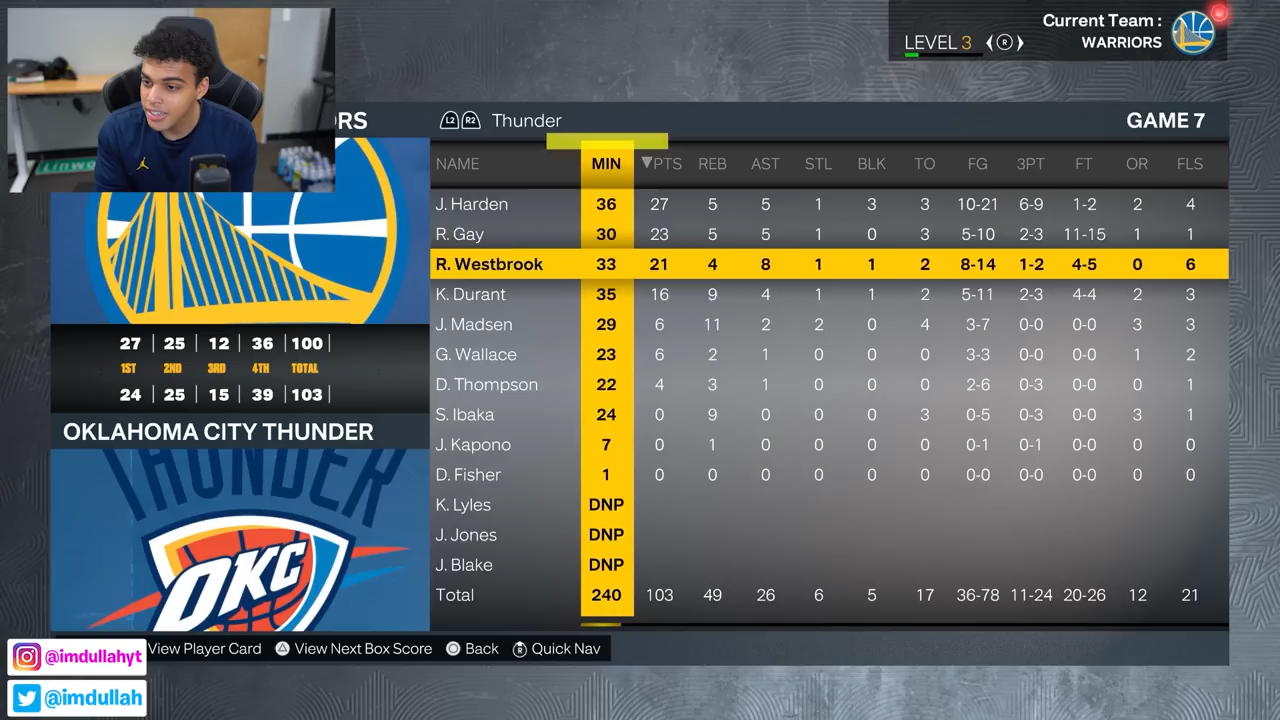 Current Team :
WARRIORS
LEVEL 3
R
RS
L2 R2 Thunder
GAME 7
NAME MIN PTS REB AST STL BLK TO FG 3PT FT OR FLS
J. Harden 36 27 5 5 1 3 3 10-21 6-9 1-2 2 4
R. Gay 30 23 5 5 1 0 3 5-10 2-3 11-15 1 1
R. Westbrook 33 21 4 8 1 1 2 8-14 1-2 4-5 0 6
K. Durant 35 16 9 4 1 1 2 5-11 2-3 4-4 2 3
J. Madsen 29 6 11 2 2 0 4 3-7 0-0 0-0 3 3
G. Wallace 23 6 2 1 0 0 0 3-3 0-0 0-0 1 2
D. Thompson 22 4 3 1 0 0 0 2-6 0-3 0-0 0 1
S. Ibaka 24 0 9 0 0 0 3 0-5 0-3 0-0 3 1
J. Kapono 7 0 1 0 0 0 0 0-1 0-1 0-0 0 0
D. Fisher 1 0 0 0 0 0 0 0-0 0-0 0-0 0 0
K. Lyles DNP
J. Jones DNP
J. Blake DNP
Total 240 103 49 26 6 5 17 36-78 11-24 20-26 12 21
27 25 12 36 100
1ST 2ND 3RD 4TH TOTAL
24 25 15 39 103
OKLAHOMA CITY THUNDER
THUNDER
OKC
View Player Card View Next Box Score Back R Quick Nav
@imdullahyt
@imdullah